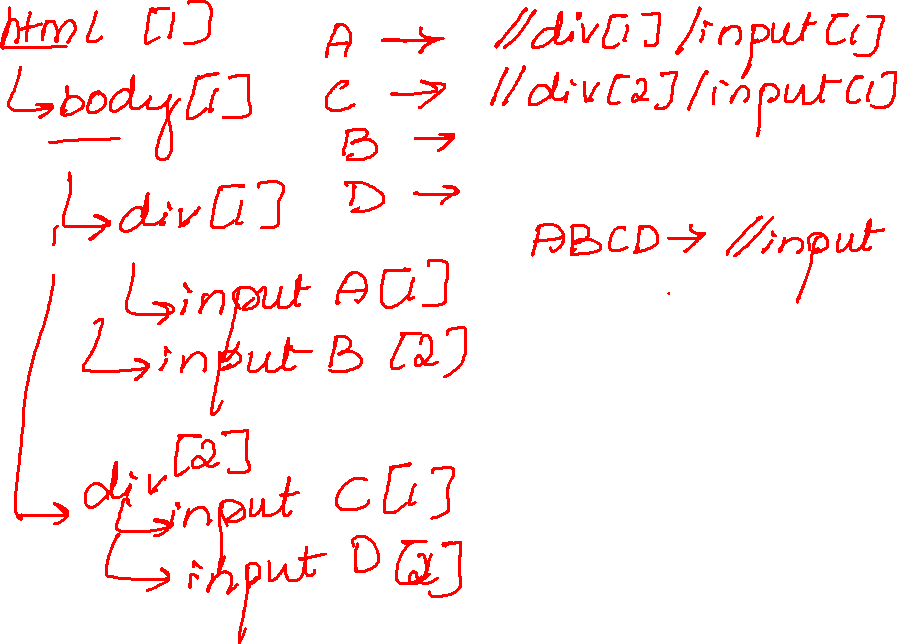 html [1]
body[1]
div[1]
input A[1]
input B [2]
div[2]
input C[1]
input D [2]
A → //div[1]/input[1]
C → //div[2]/input[1]
B →
D →
ABCD → //input